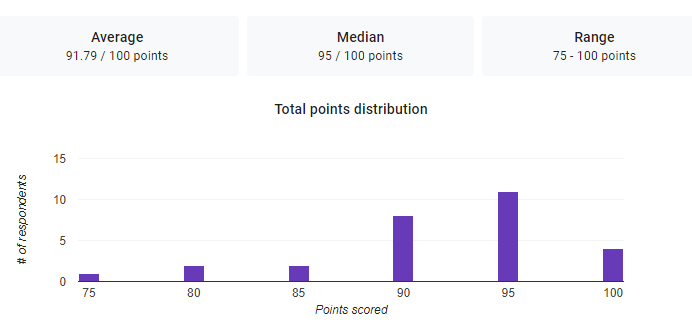 Average
91.79 / 100 points
Median
95 / 100 points
Range
75 - 100 points
Total points distribution
# of respondents
15
10
5
0
75 80 85 90 95 100
Points scored